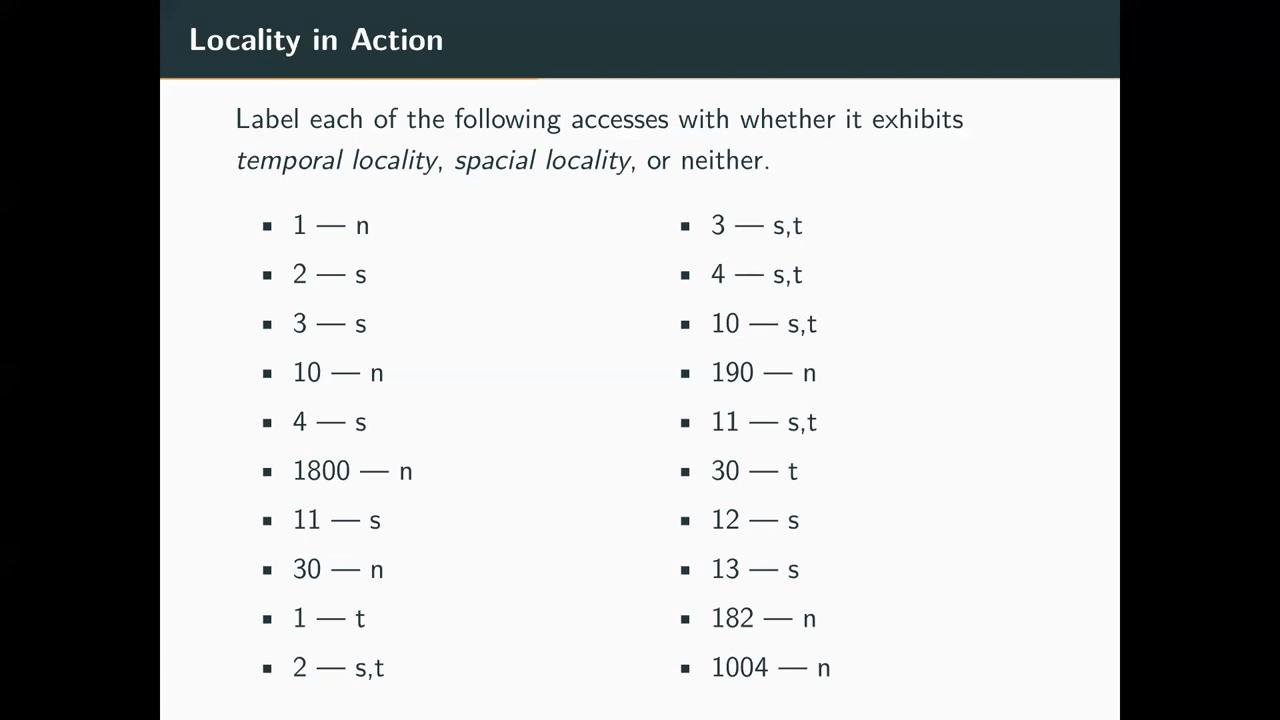 Locality in Action
Label each of the following accesses with whether it exhibits
temporal locality, spacial locality, or neither.
▪ 1 — n
▪ 2 — s
▪ 3 — s
▪ 10 — n
▪ 4 — s
▪ 1800 — n
▪ 11 — s
▪ 30 — n
▪ 1 — t
▪ 2 — s,t
▪ 3 — s,t
▪ 4 — s,t
▪ 10 — s,t
▪ 190 — n
▪ 11 — s,t
▪ 30 — t
▪ 12 — s
▪ 13 — s
▪ 182 — n
▪ 1004 — n